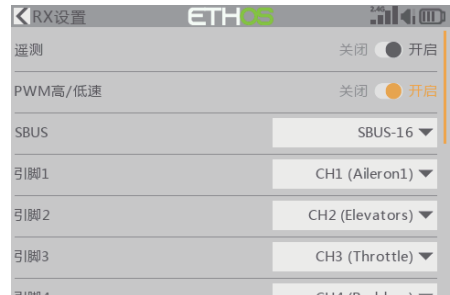 RX设置 ETHOS 2.4G
遥测 关闭 开启
PWM高/低速 关闭 开启
SBUS SBUS-16
引脚1 CH1 (Aileron1)
引脚2 CH2 (Elevators)
引脚3 CH3 (Throttle)